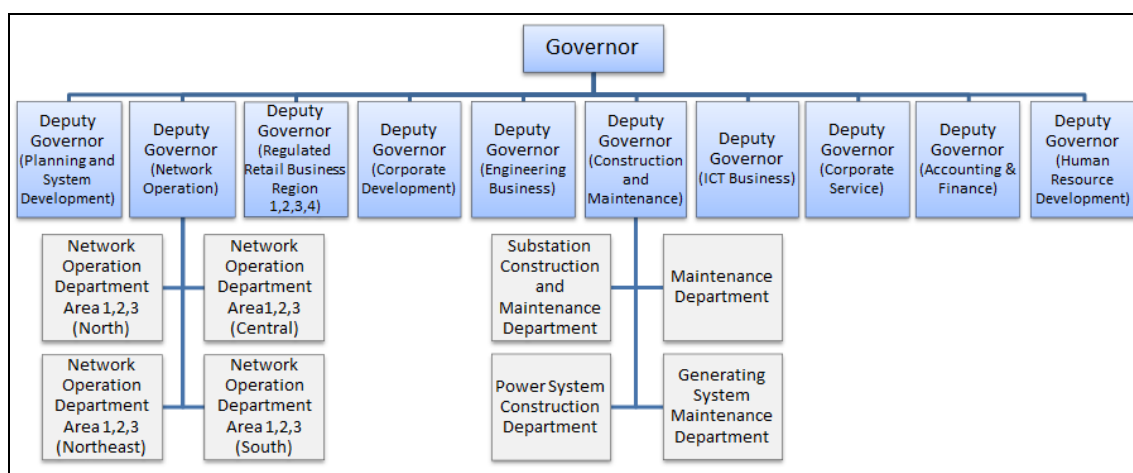 Governor
Deputy
Governor
(Planning and
System
Development)
Deputy
Governor
(Network
Operation)
Deputy
Governor
(Regulated
Retail Business
Region
1,2,3,4)
Deputy
Governor
(Corporate
Development)
Deputy
Governor
(Engineering
Business)
Deputy
Governor
(Construction
and
Maintenance)
Deputy
Governor
(ICT Business)
Deputy
Governor
(Corporate
Service)
Deputy
Governor
(Accounting &
Finance)
Deputy
Governor
(Human
Resource
Development)
Network
Operation
Department
Area 1,2,3
(North)
Network
Operation
Department
Area1,2,3
(Central)
Substation
Construction
and
Maintenance
Department
Maintenance
Department
Network
Operation
Department
Area 1,2,3
(Northeast)
Network
Operation
Department
Area 1,2,3
(South)
Power System
Construction
Department
Generating
System
Maintenance
Department